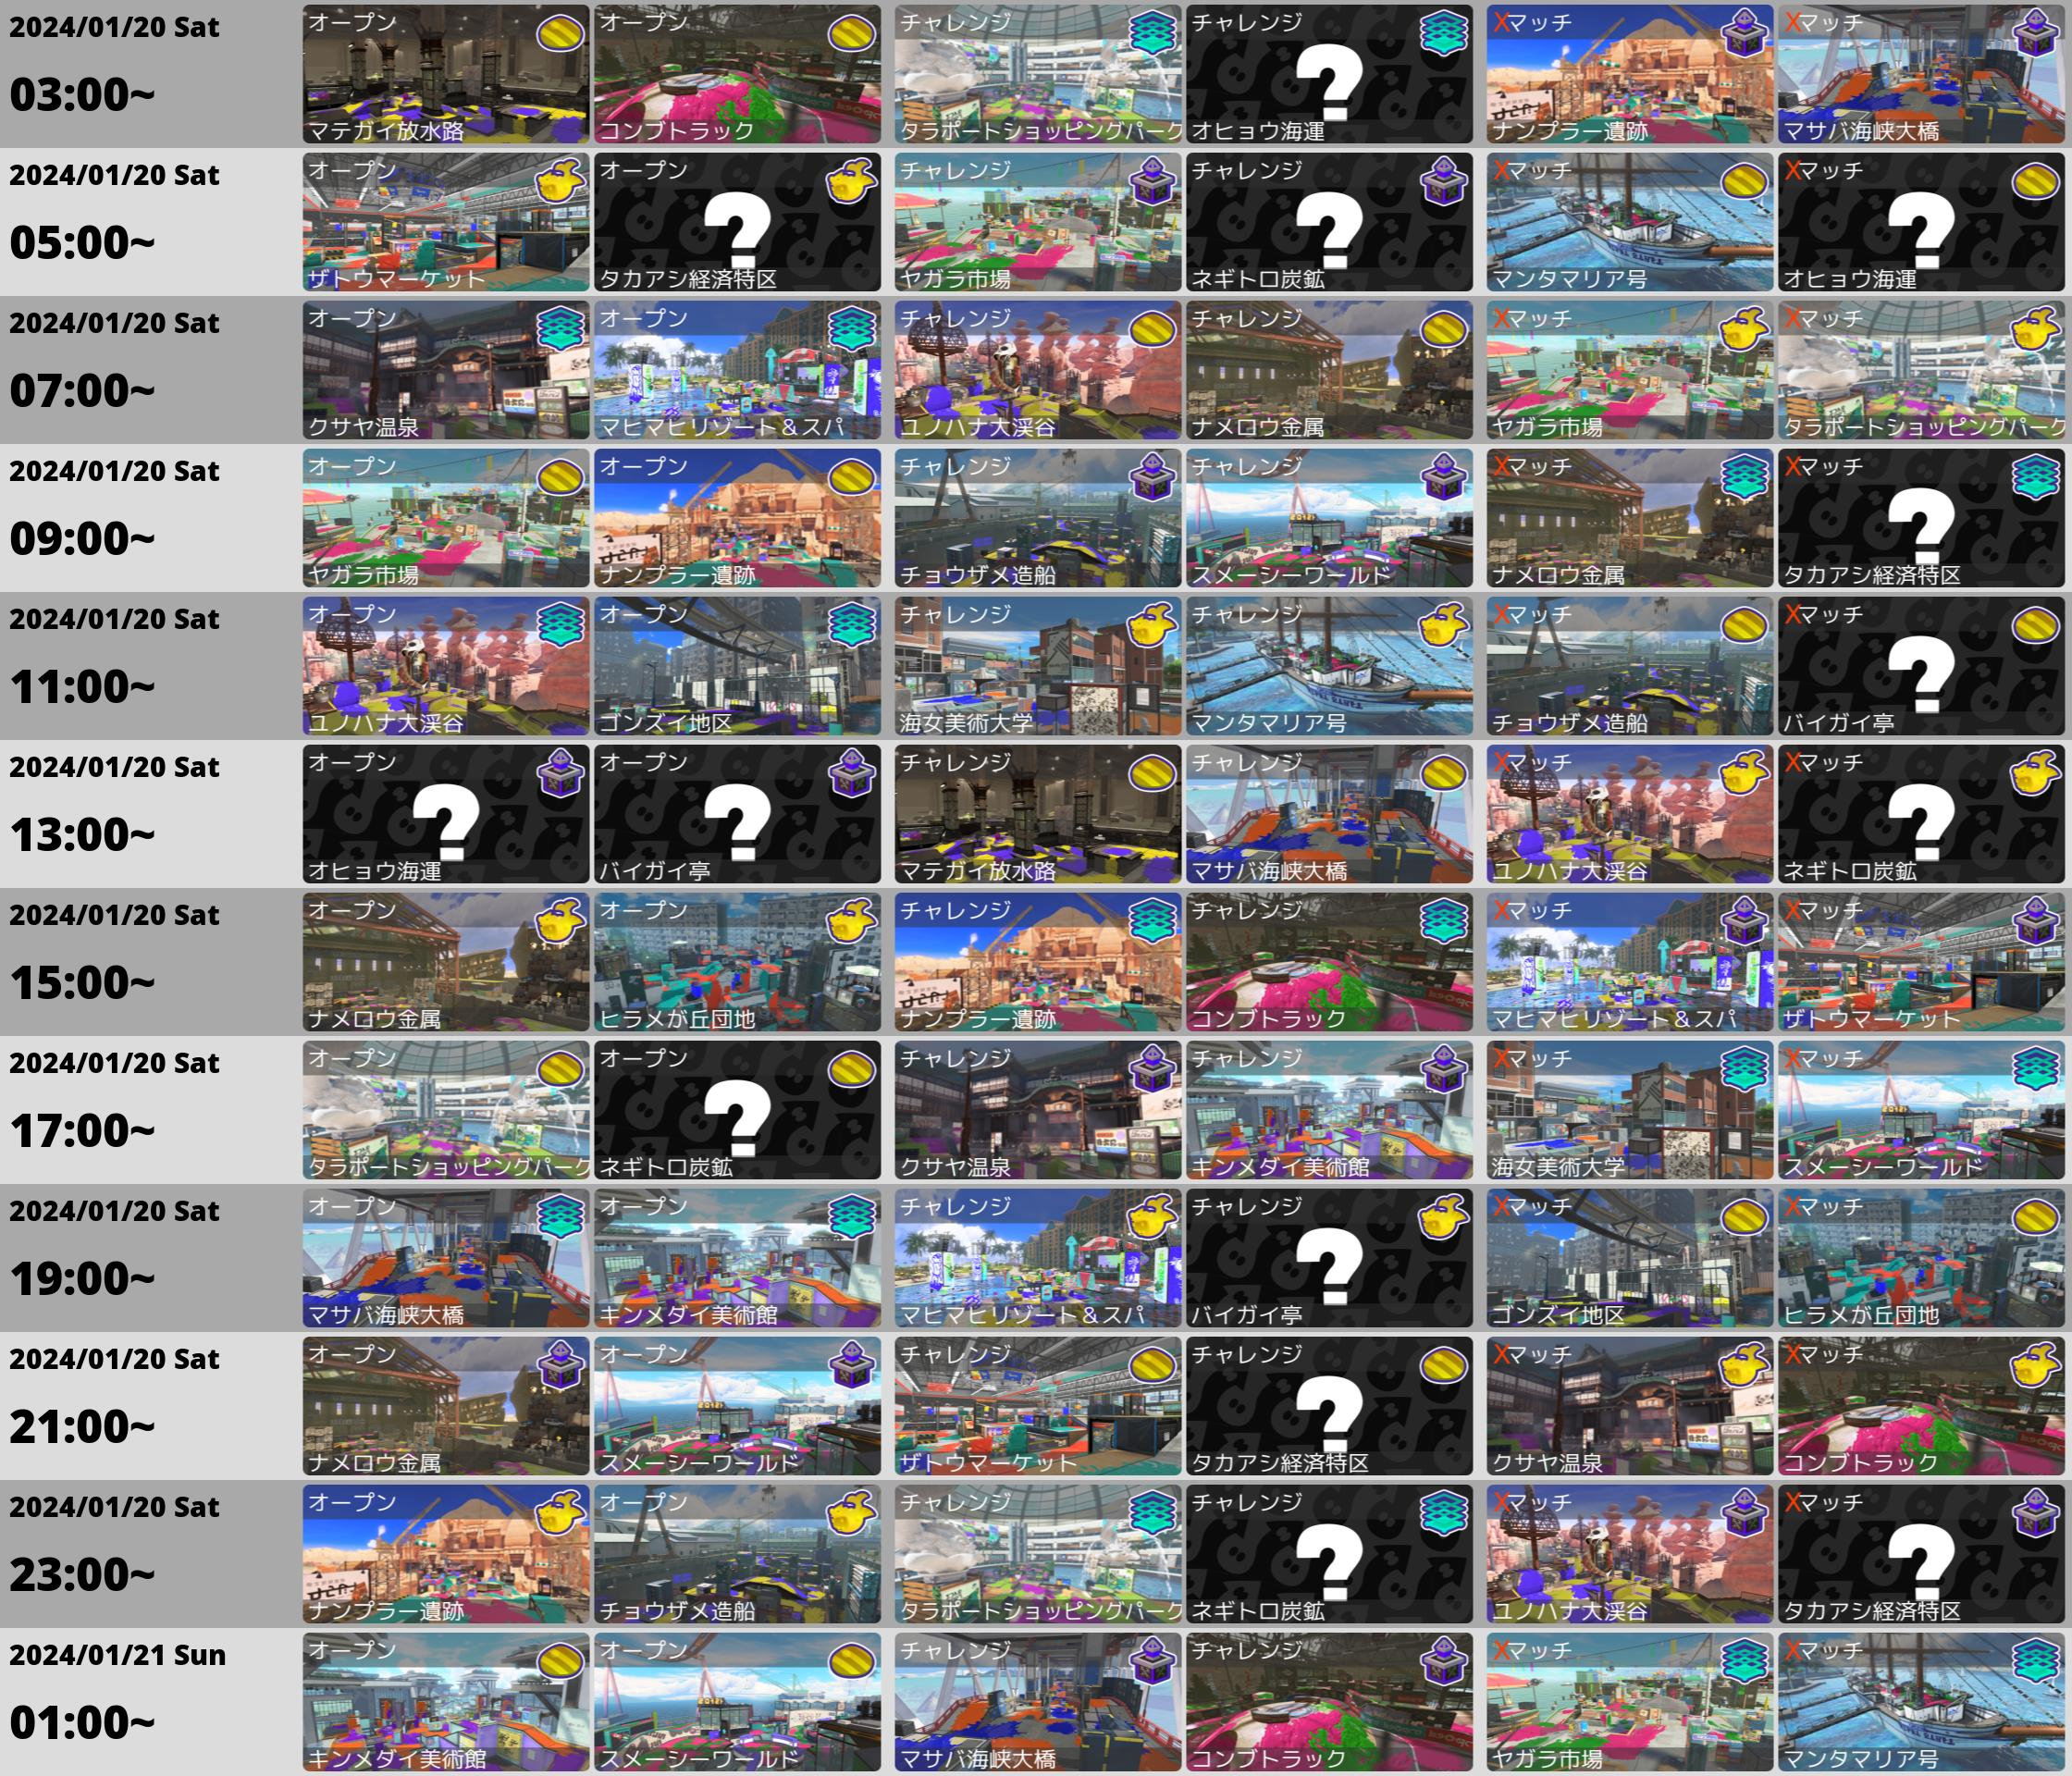 2024/01/20 Sat
03:00~
オープン オープン チャレンジ チャレンジ Xマッチ Xマッチ
マテガイ放水路 コンブトラック タラポートショッピングパーク オヒョウ海運 ナンプラー遺跡 マサバ海峡大橋
2024/01/20 Sat
05:00~
オープン オープン チャレンジ チャレンジ Xマッチ Xマッチ
ザトウマーケット タカアシ経済特区 ヤガラ市場 ネギトロ炭鉱 マンタマリア号 オヒョウ海運
2024/01/20 Sat
07:00~
オープン オープン チャレンジ チャレンジ Xマッチ Xマッチ
クサヤ温泉 マヒマヒリゾート＆スパ ユノハナ大渓谷 ナメロウ金属 ヤガラ市場 タラポートショッピングパーク
2024/01/20 Sat
09:00~
オープン オープン チャレンジ チャレンジ Xマッチ Xマッチ
ヤガラ市場 ナンプラー遺跡 チョウザメ造船 スメーシーワールド ナメロウ金属 タカアシ経済特区
2024/01/20 Sat
11:00~
オープン オープン チャレンジ チャレンジ Xマッチ Xマッチ
ユノハナ大渓谷 ゴンズイ地区 海女美術大学 マンタマリア号 チョウザメ造船 バイガイ亭
2024/01/20 Sat
13:00~
オープン オープン チャレンジ チャレンジ Xマッチ Xマッチ
オヒョウ海運 バイガイ亭 マテガイ放水路 マサバ海峡大橋 ユノハナ大渓谷 ネギトロ炭鉱
2024/01/20 Sat
15:00~
オープン オープン チャレンジ チャレンジ Xマッチ Xマッチ
ナメロウ金属 ヒラメが丘団地 ナンプラー遺跡 コンブトラック マヒマヒリゾート＆スパ ザトウマーケット
2024/01/20 Sat
17:00~
オープン オープン チャレンジ チャレンジ Xマッチ Xマッチ
タラポートショッピングパーク ネギトロ炭鉱 クサヤ温泉 キンメダイ美術館 海女美術大学 スメーシーワールド
2024/01/20 Sat
19:00~
オープン オープン チャレンジ チャレンジ Xマッチ Xマッチ
マサバ海峡大橋 キンメダイ美術館 マヒマヒリゾート＆スパ バイガイ亭 ゴンズイ地区 ヒラメが丘団地
2024/01/20 Sat
21:00~
オープン オープン チャレンジ チャレンジ Xマッチ Xマッチ
ナメロウ金属 スメーシーワールド ザトウマーケット タカアシ経済特区 クサヤ温泉 コンブトラック
2024/01/20 Sat
23:00~
オープン オープン チャレンジ チャレンジ Xマッチ Xマッチ
ナンプラー遺跡 チョウザメ造船 タラポートショッピングパーク ネギトロ炭鉱 ユノハナ大渓谷 タカアシ経済特区
2024/01/21 Sun
01:00~
オープン オープン チャレンジ チャレンジ Xマッチ Xマッチ
キンメダイ美術館 スメーシーワールド マサバ海峡大橋 コンブトラック ヤガラ市場 マンタマリア号